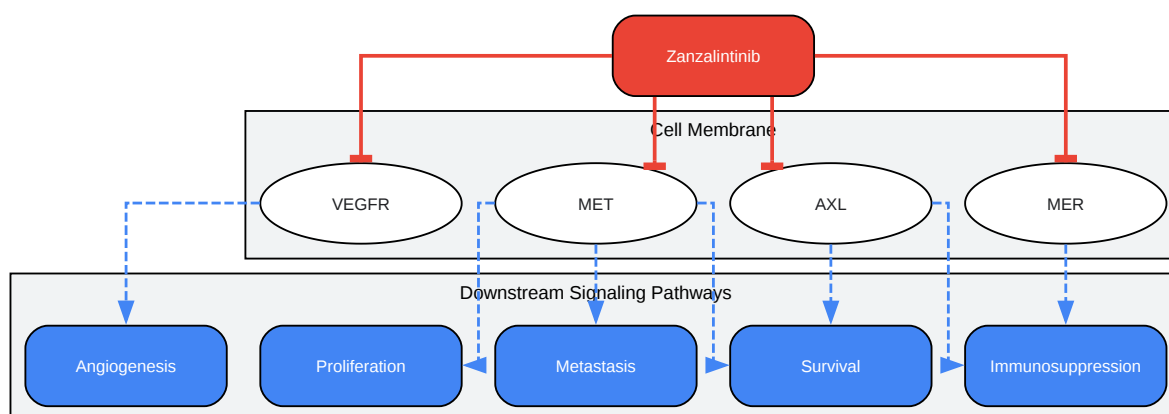 Zanzalintinib
Cell Membrane
VEGFR
MET
AXL
MER
Downstream Signaling Pathways
Angiogenesis
Proliferation
Metastasis
Survival
Immunosuppression